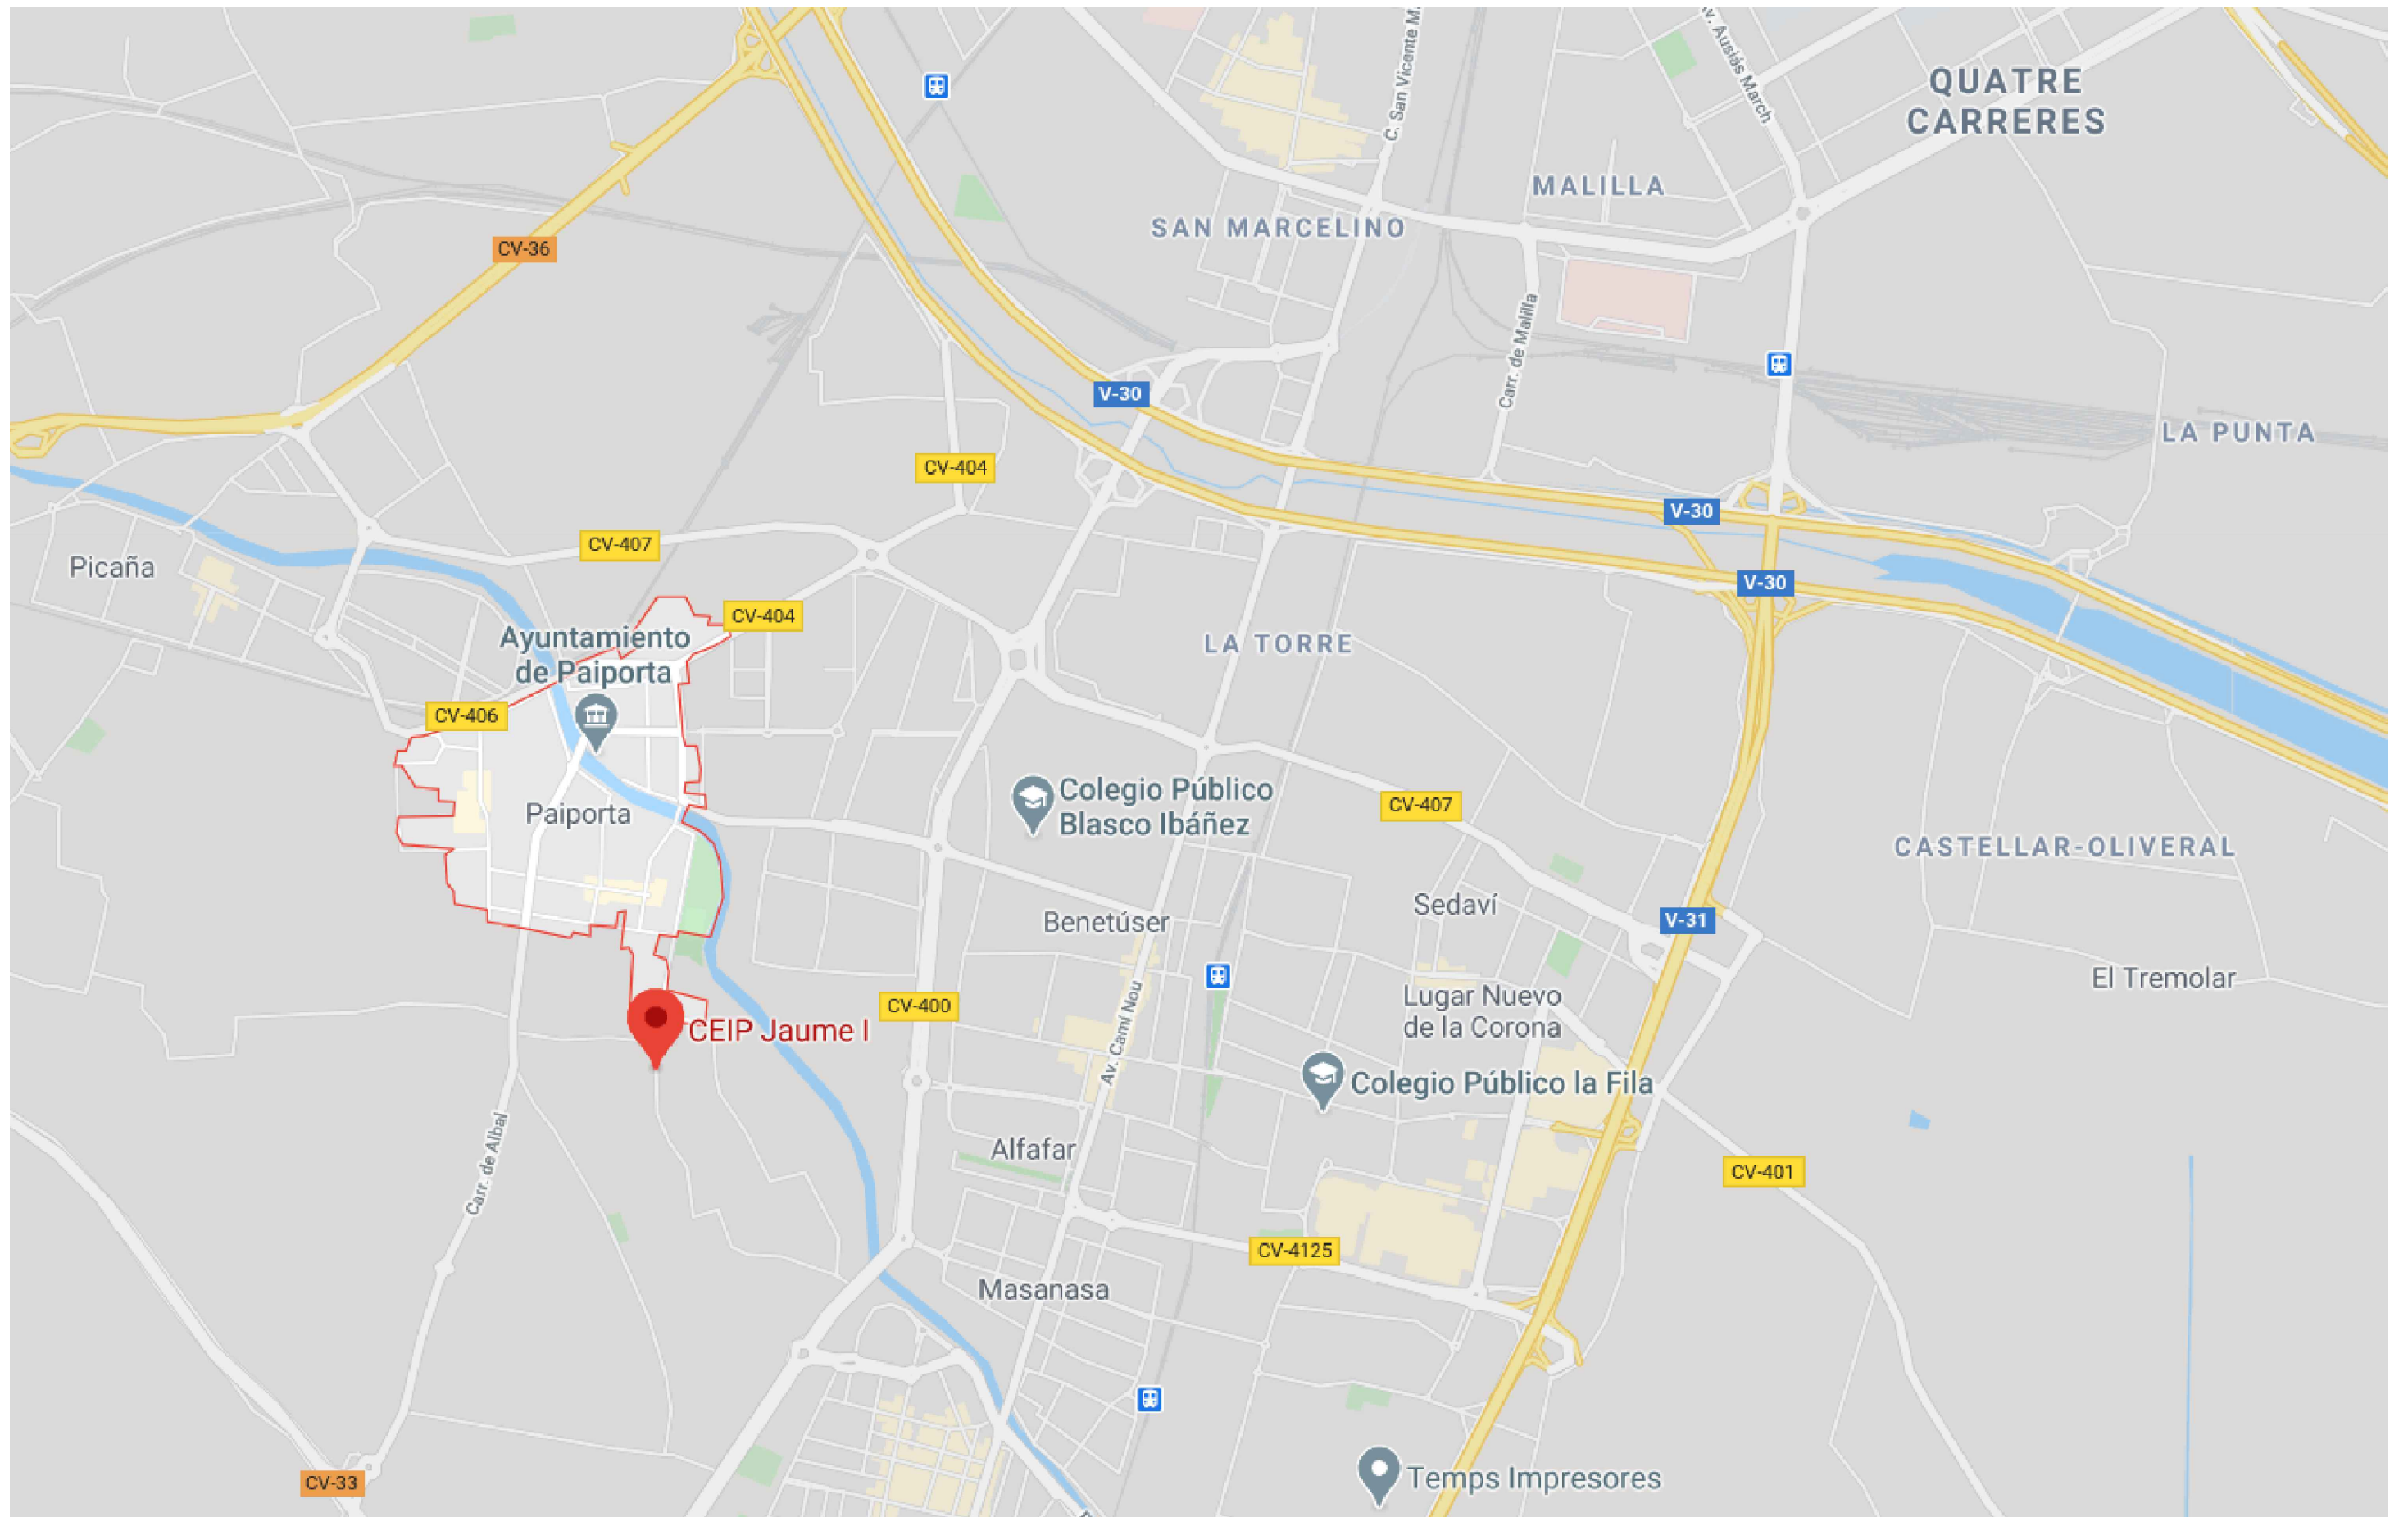 C. San Vicente M.
Av. Ausiàs March
QUATRE
CARRERES
MALILLA
SAN MARCELINO
CV-36
Carr. de Malilla
V-30
LA PUNTA
CV-404
V-30
CV-407
Picaña
V-30
CV-404
Ayuntamiento
de Paiporta
LA TORRE
CV-406
Colegio Público
Blasco Ibáñez
CV-407
Paiporta
CASTELLAR-OLIVERAL
Sedaví
Benetúser
V-31
El Tremolar
CV-400
Lugar Nuevo
de la Corona
CEIP Jaume I
Av. Camí Nou
Colegio Público la Fila
Carr. de Albal
Alfafar
CV-401
CV-4125
Masanasa
CV-33
Temps Impresores